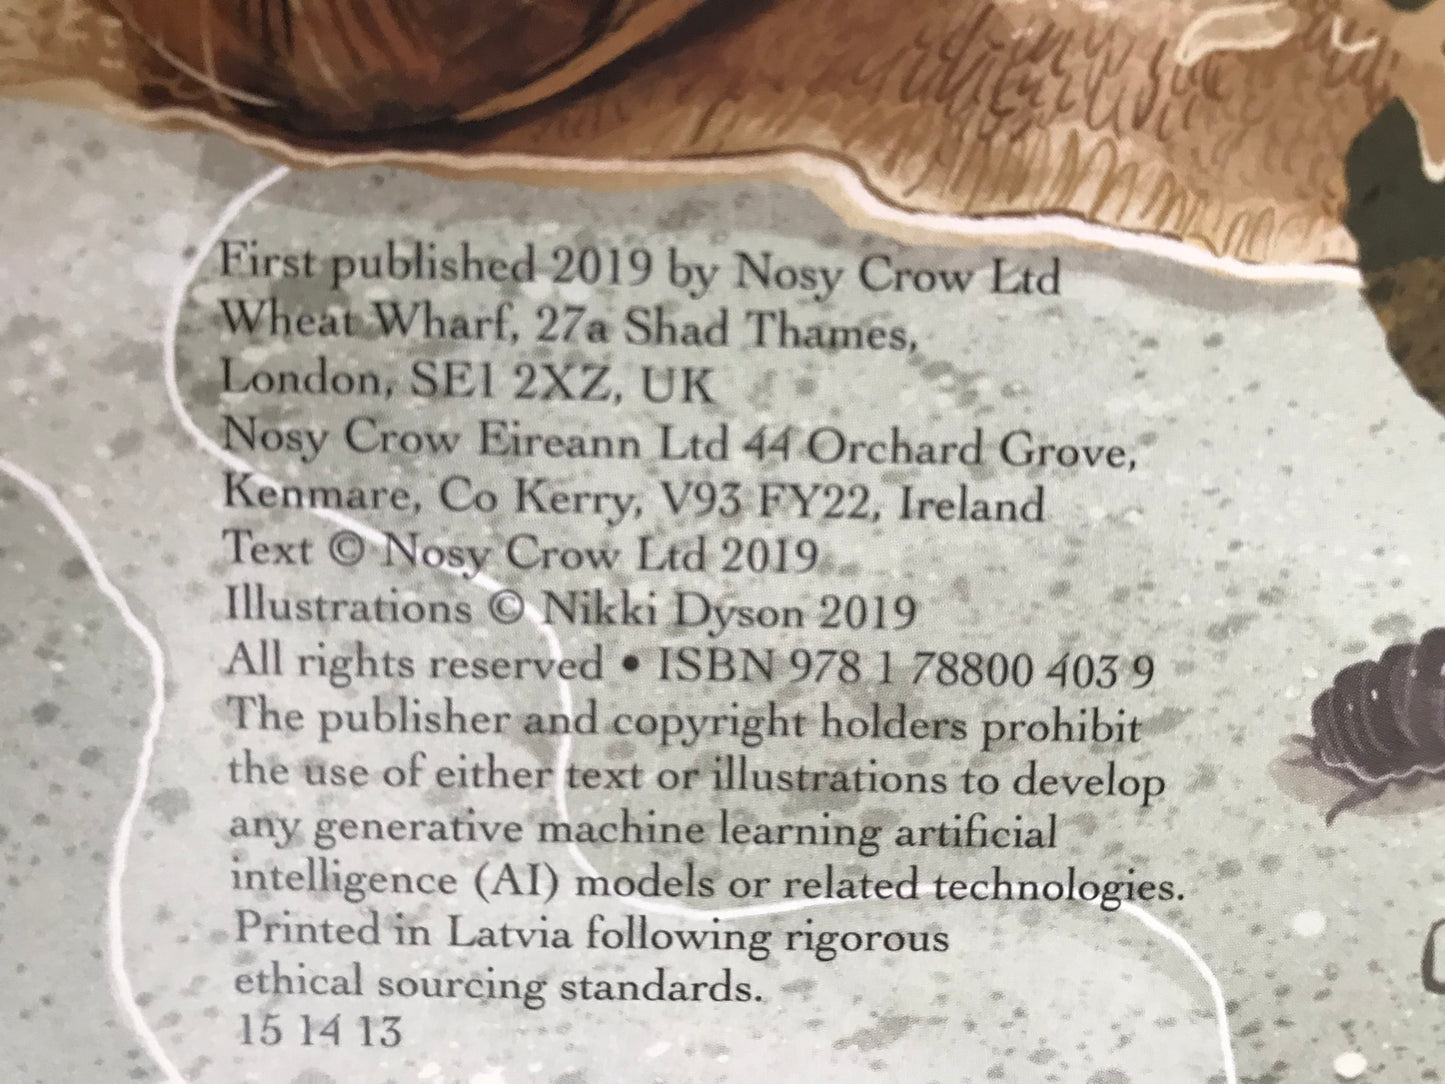 First published 2019 by Nosy Crow Ltd
Wheat Wharf, 27a Shad Thames,
London, SE1 2XZ, UK
Nosy Crow Eireann Ltd 44 Orchard Grove,
Kenmare, Co Kerry, V93 FY22, Ireland
Text © Nosy Crow Ltd 2019
Illustrations © Nikki Dyson 2019
All rights reserved • ISBN 978 1 78800 403 9
The publisher and copyright holders prohibit
the use of either text or illustrations to develop
any generative machine learning artificial
intelligence (AI) models or related technologies.
Printed in Latvia following rigorous
ethical sourcing standards.
15 14 13